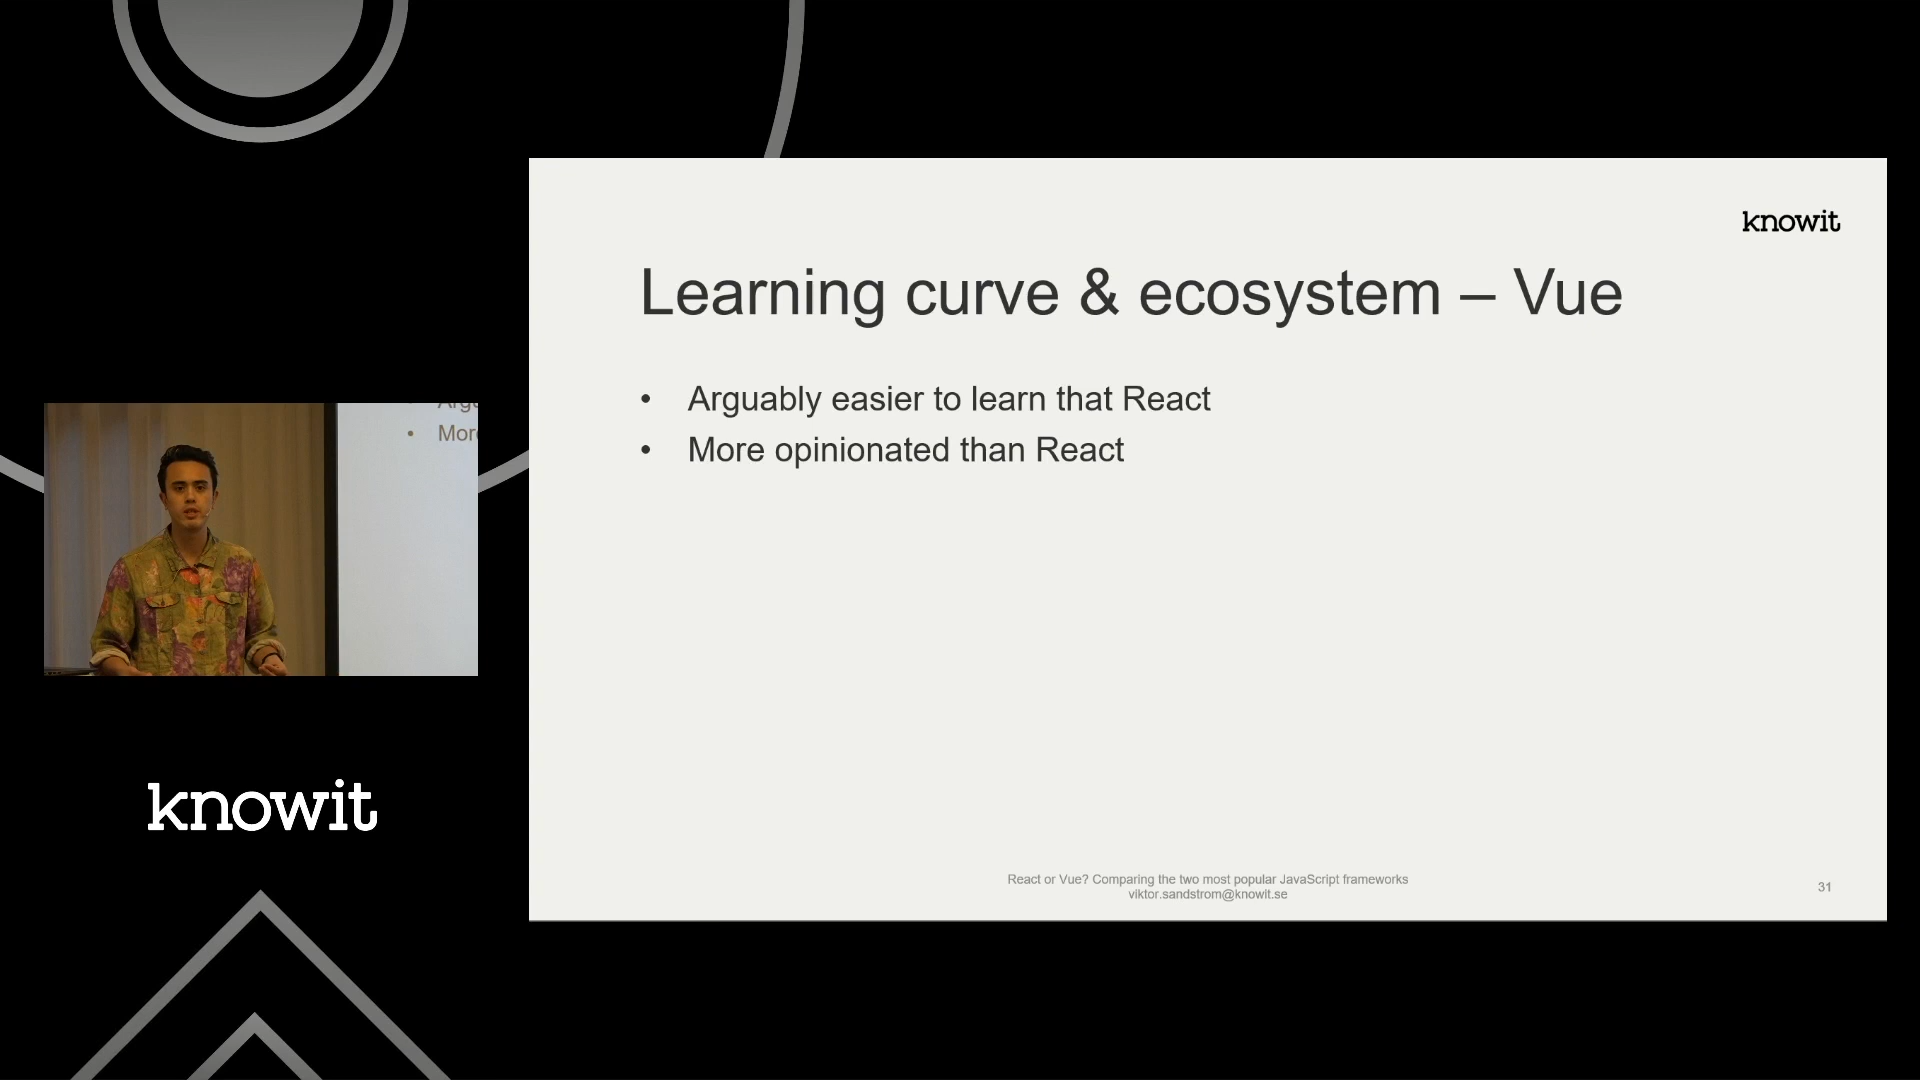 knowit
Learning curve & ecosystem – Vue
• Arguably easier to learn that React
• More opinionated than React
• More
knowit
React or Vue? Comparing the two most popular JavaScript frameworks
viktor.sandstrom@knowit.se
31